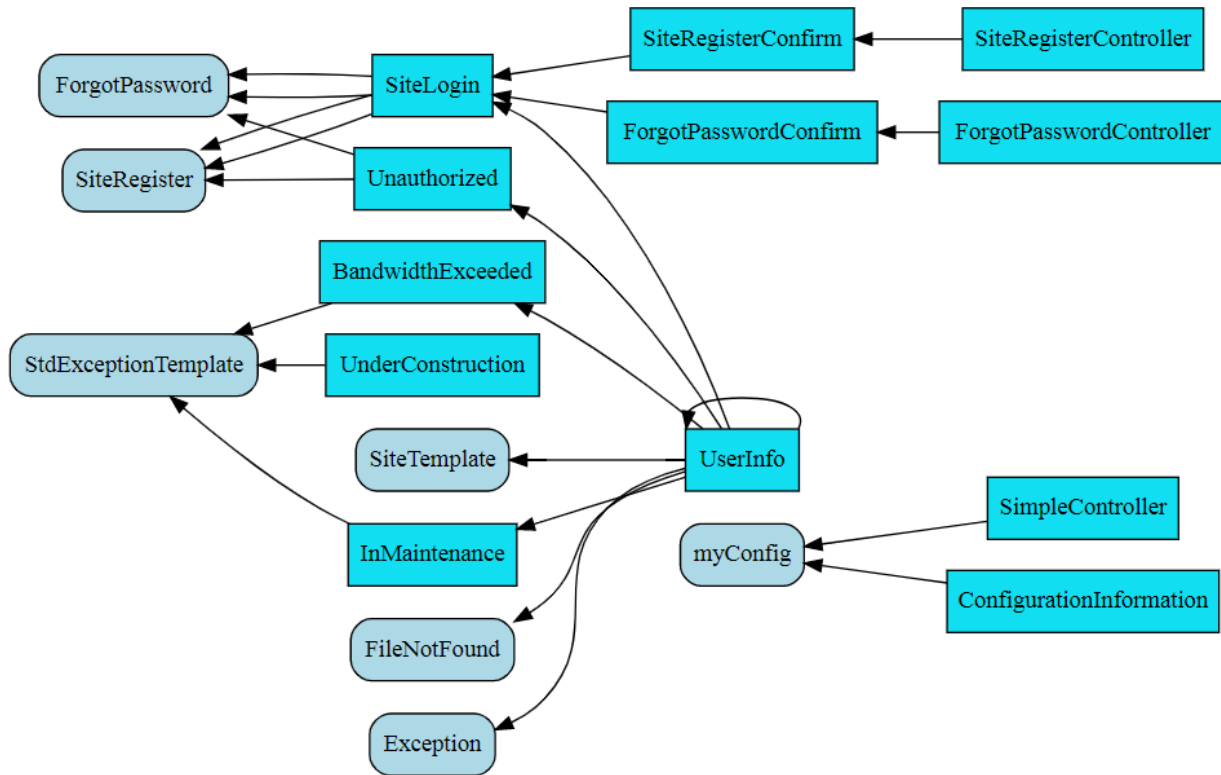 SiteRegisterConfirm
SiteRegisterController
ForgotPassword
SiteLogin
ForgotPasswordConfirm
ForgotPasswordController
SiteRegister
Unauthorized
BandwidthExceeded
StdExceptionTemplate
UnderConstruction
SiteTemplate
UserInfo
SimpleController
InMaintenance
myConfig
ConfigurationInformation
FileNotFound
Exception